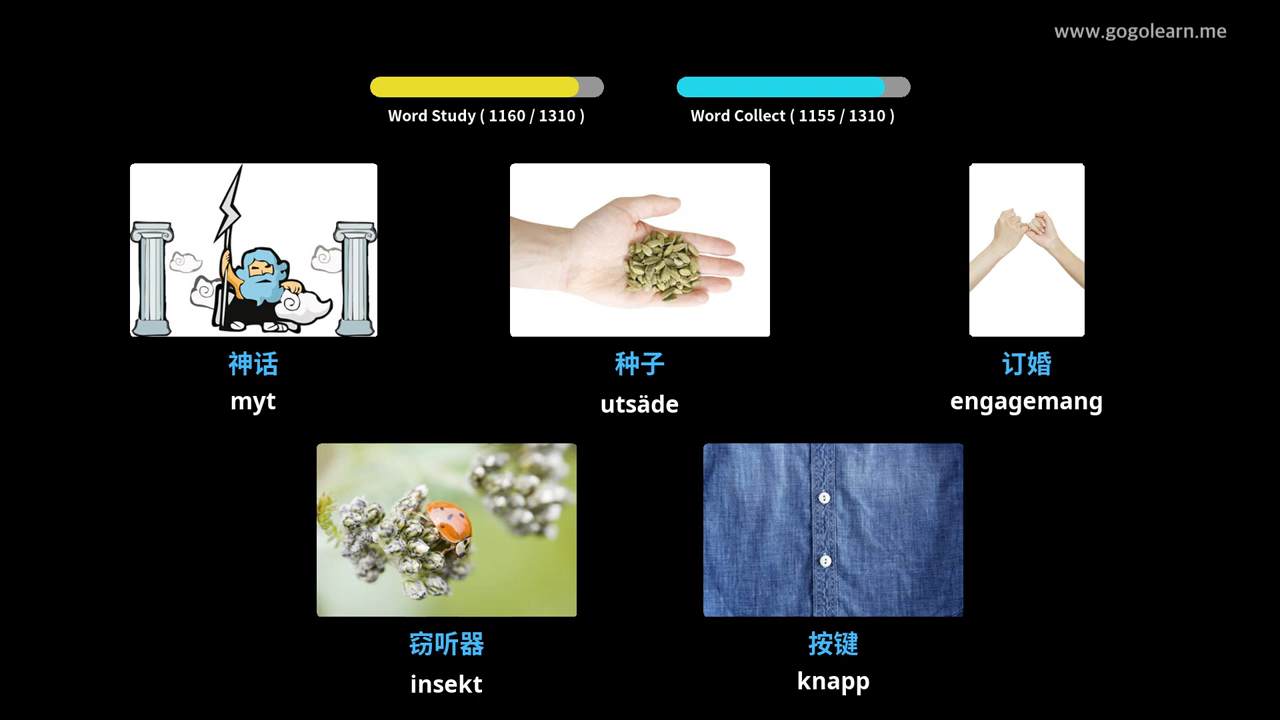 www.gogolearn.me
Word Study ( 1160 / 1310 )
Word Collect ( 1155 / 1310 )
神话
myt
种子
utsäde
订婚
engagemang
窃听器
insekt
按键
knapp